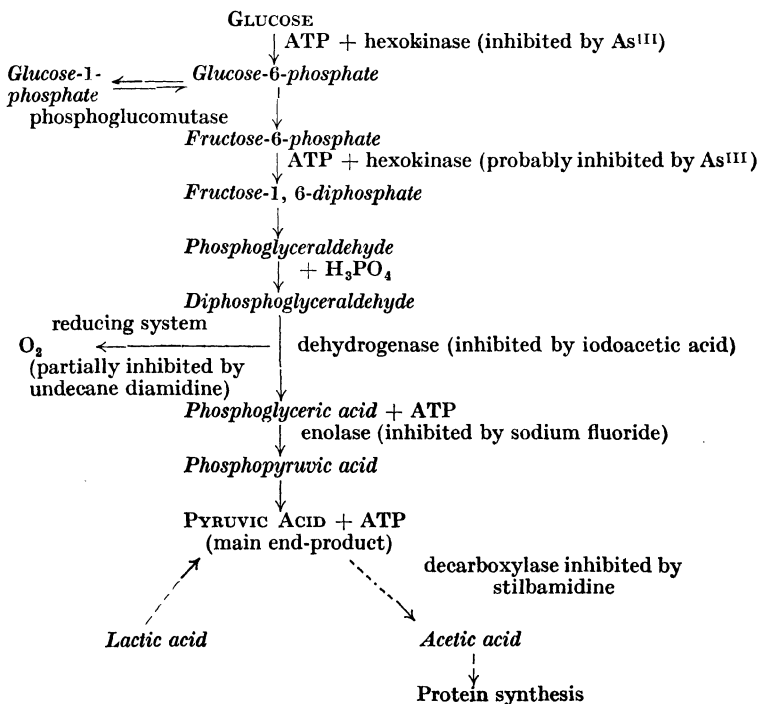 GLUCOSE
ATP + hexokinase (inhibited by AsIII)
Glucose-1-
phosphate
Glucose-6-phosphate
phosphoglucomutase
Fructose-6-phosphate
ATP + hexokinase (probably inhibited by AsIII)
Fructose-1, 6-diphosphate
Phosphoglyceraldehyde
+ H3PO4
Diphosphoglyceraldehyde
reducing system
O2
dehydrogenase (inhibited by iodoacetic acid)
(partially inhibited by
undecane diamidine)
Phosphoglyceric acid + ATP
enolase (inhibited by sodium fluoride)
Phosphopyruvic acid
PYRUVIC ACID + ATP
(main end-product)
decarboxylase inhibited by
stilbamidine
Lactic acid
Acetic acid
Protein synthesis